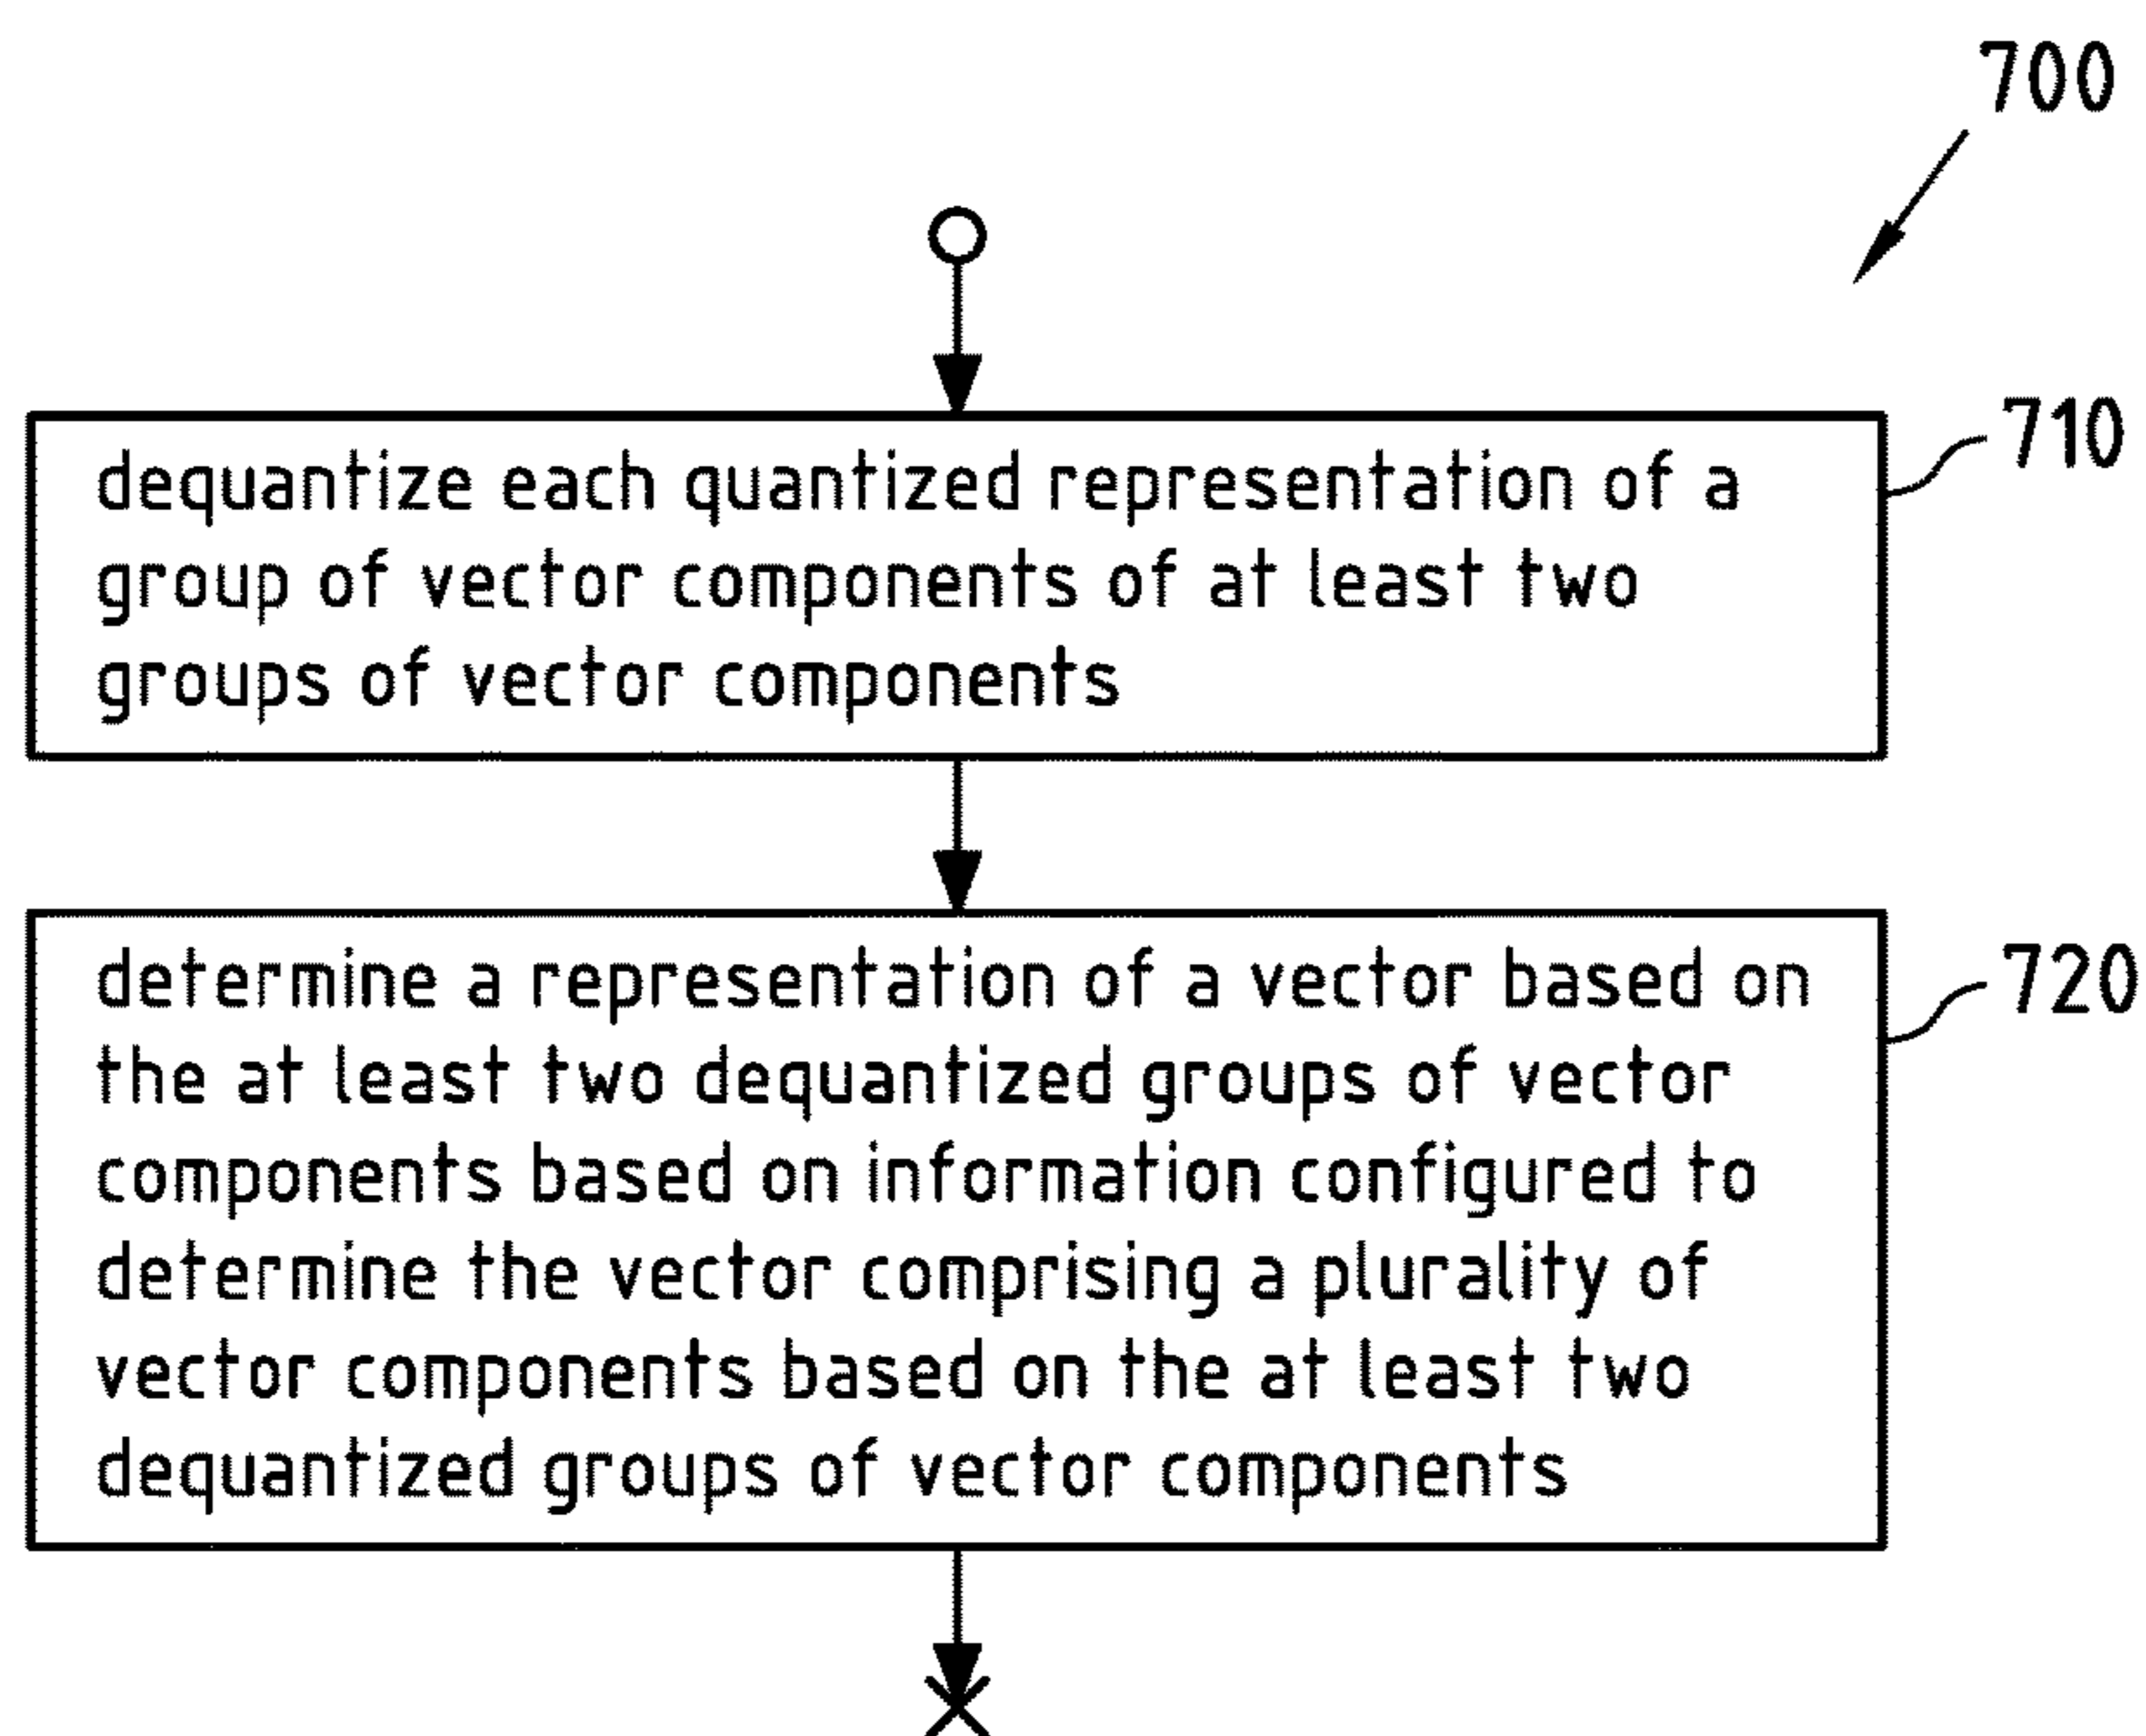 700
710
dequantize each quantized representation of a
group of vector components of at least two
groups of vector components
720
determine a representation of a vector based on
the at least two dequantized groups of vector
components based on information configured to
determine the vector comprising a plurality of
vector components based on the at least two
dequantized groups of vector components